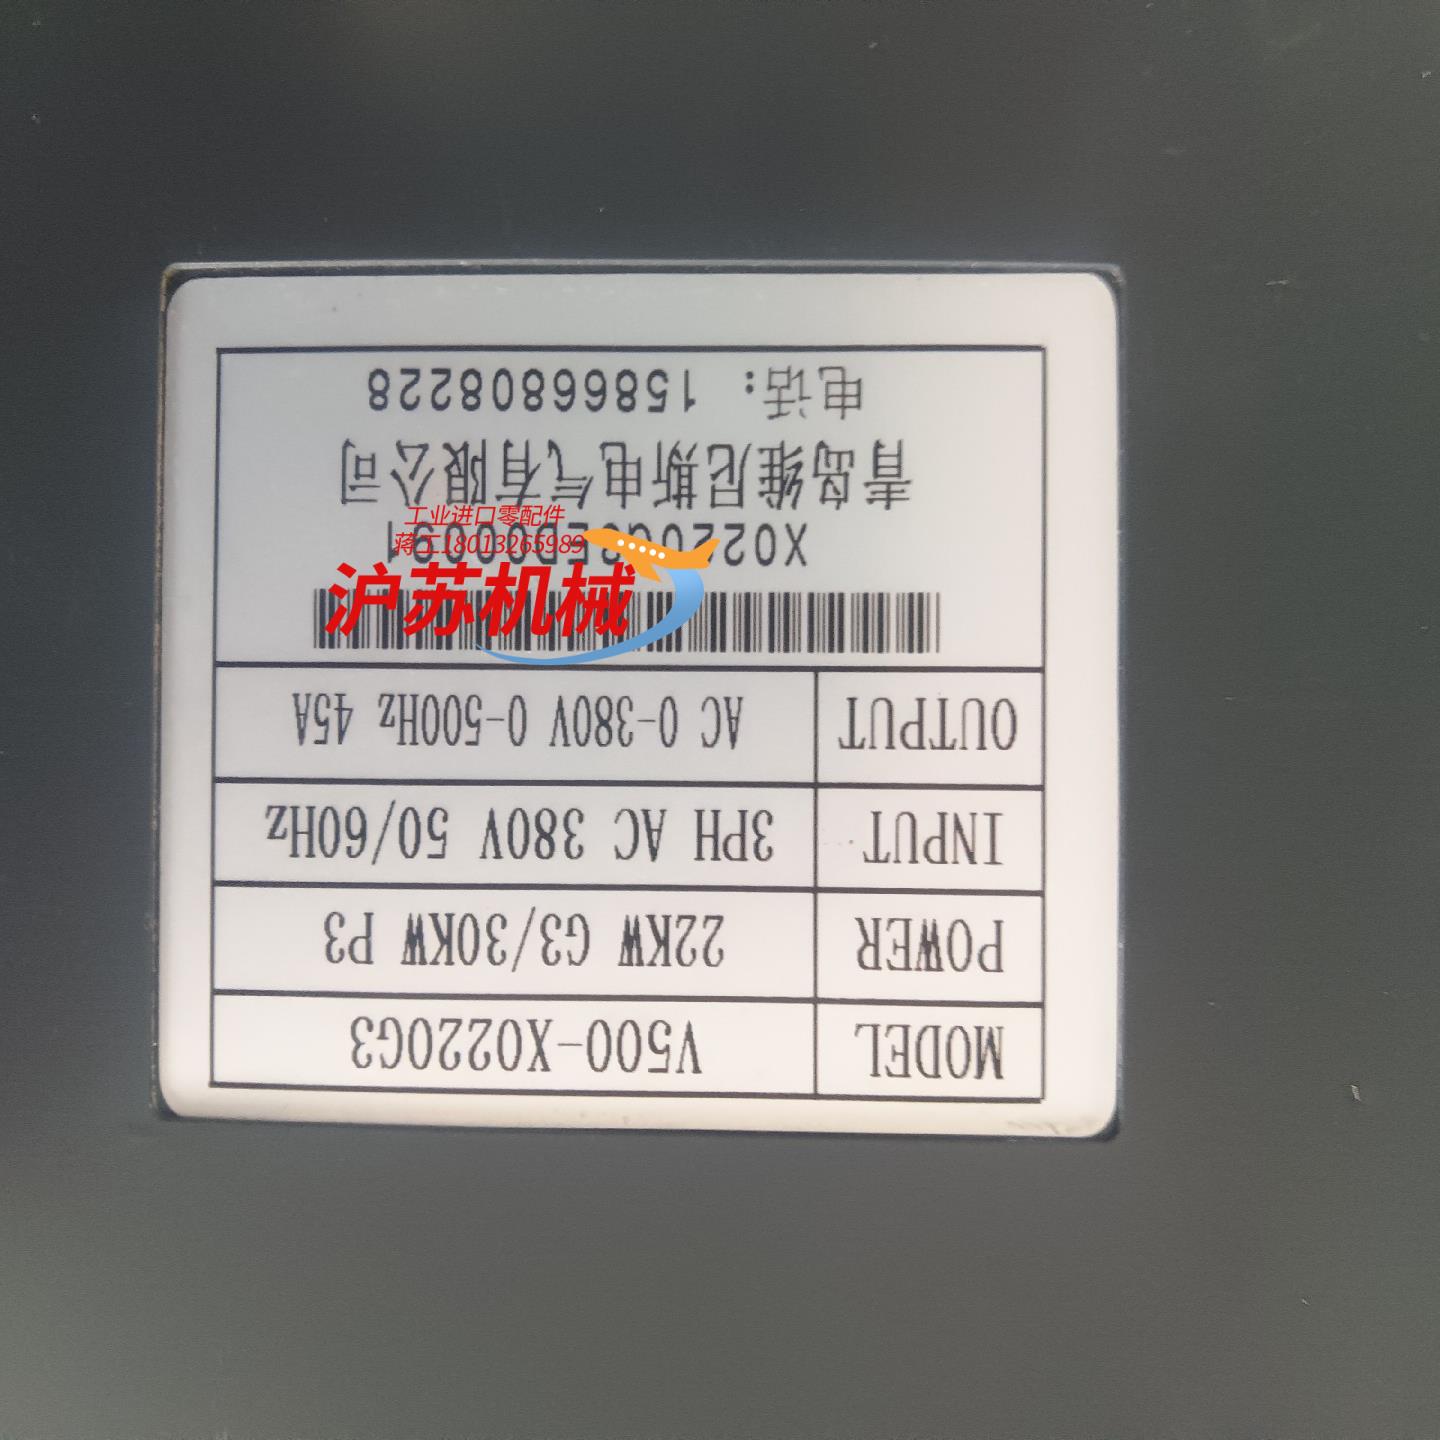 MODEL V500-X0220G3
POWER 22KW G3/30KW P3
INPUT 3PH AC 380V 50/60Hz
OUTPUT AC 0-380V 0-500Hz 45A
青岛维尼斯电气有限公司
电话: 15866808228
工业进口零配件
蒋工18013265989
沪苏机械